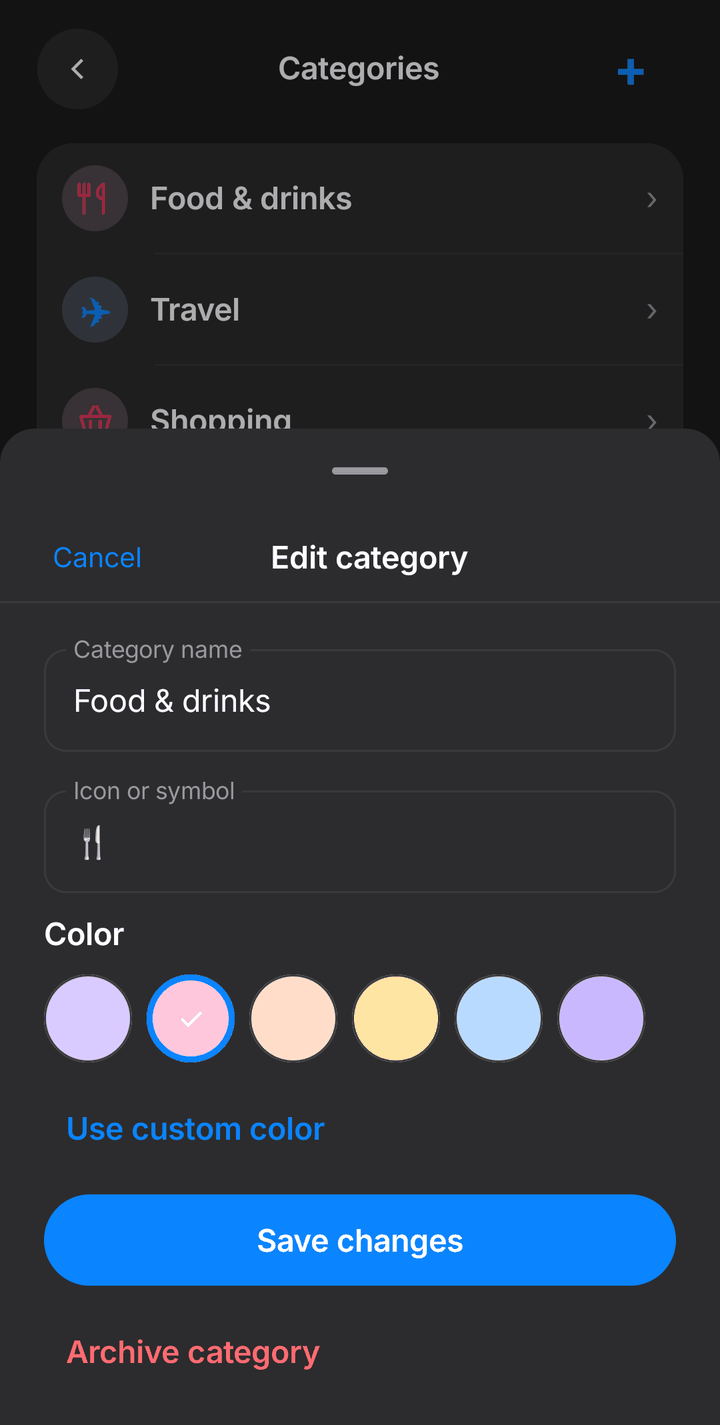 Categories
Food & drinks
Travel
Shopping
Cancel
Edit category
Category name
Food & drinks
Icon or symbol
🍴
Color
Use custom color
Save changes
Archive category